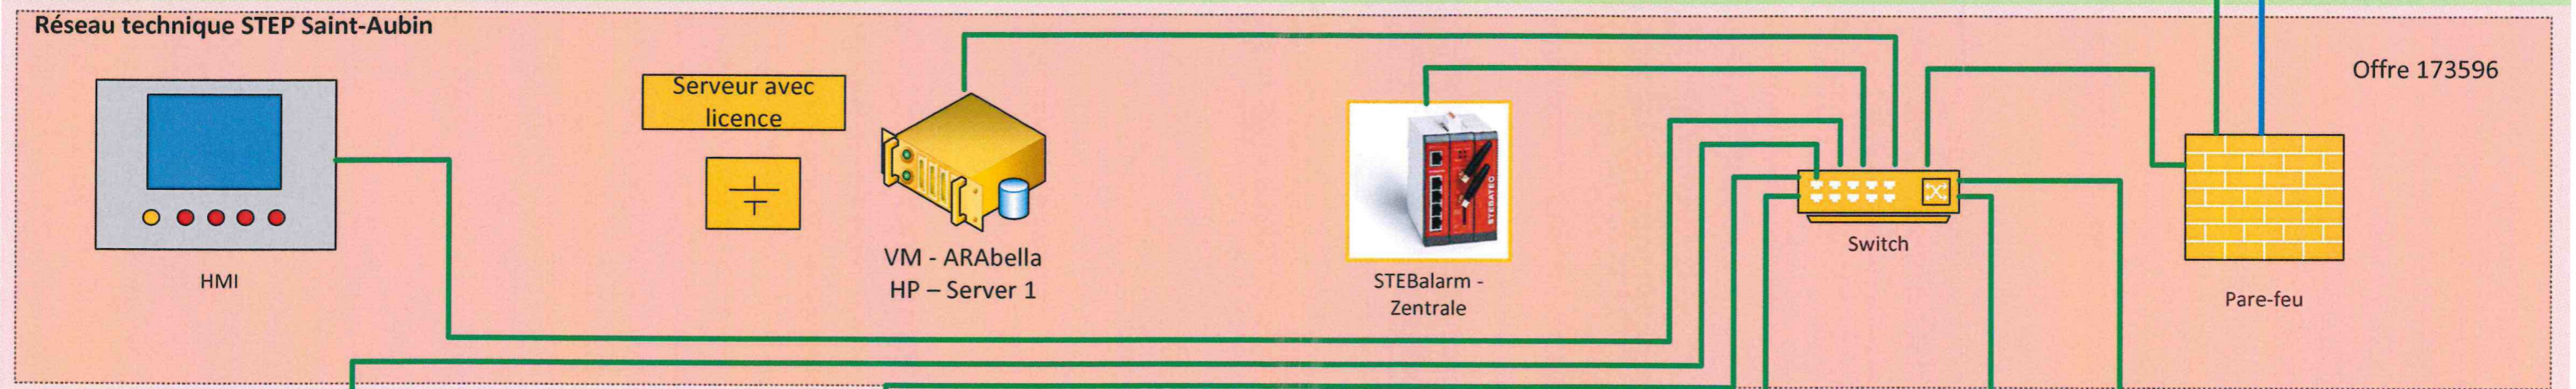 Réseau technique STEP Saint-Aubin
Offre 173596
Serveur avec
licence
STEBATEC
VM - ARAbella
HP – Server 1
HMI
STEBalarm -
Zentrale
Switch
Pare-feu